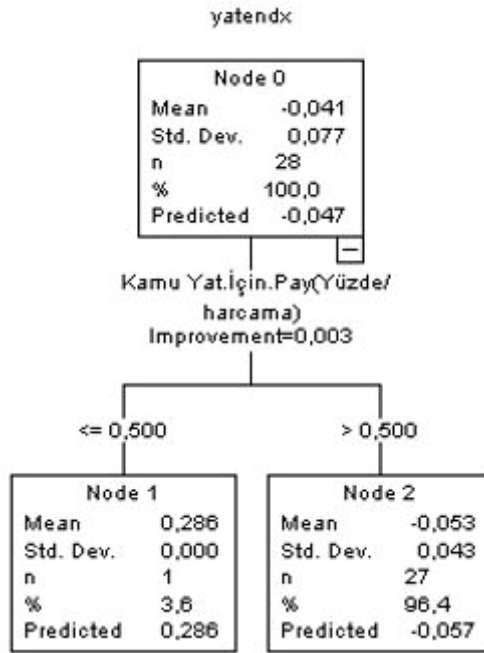 yatendx
Node 0
Mean -0,041
Std. Dev. 0,077
n 28
% 100,0
Predicted -0,047
Kamu Yat.İçin.Pay(Yüzde/
harcama)
Improvement=0,003
<= 0,500
> 0,500
Node 1
Mean 0,286
Std. Dev. 0,000
n 1
% 3,6
Predicted 0,286
Node 2
Mean -0,053
Std. Dev. 0,043
n 27
% 96,4
Predicted -0,057